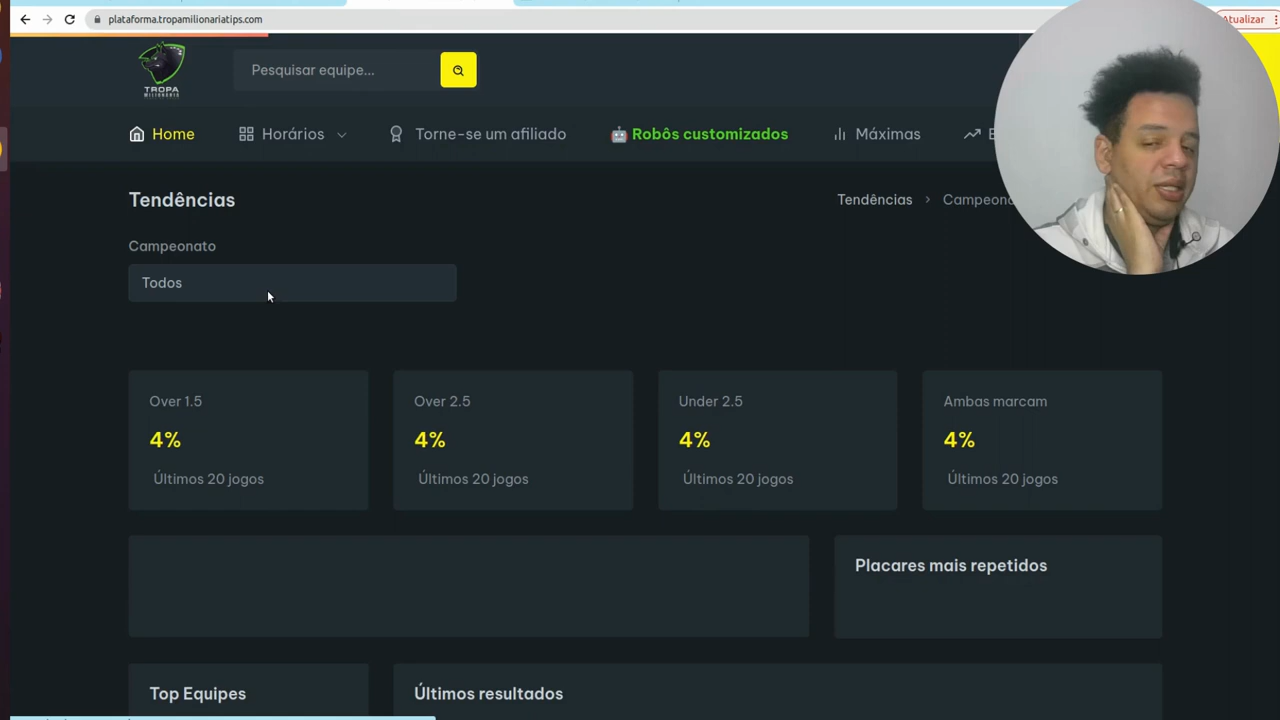 plataforma.tropamilionariatips.com
Atualizar
TROPA
MILIONÁRIA
Pesquisar equipe...
Home
Horários
Torne-se um afiliado
Robôs customizados
Máximas
E
Tendências
Tendências > Campeona
Campeonato
Todos
Over 1.5
4%
Últimos 20 jogos
Over 2.5
4%
Últimos 20 jogos
Under 2.5
4%
Últimos 20 jogos
Ambas marcam
4%
Últimos 20 jogos
Placares mais repetidos
Top Equipes
Últimos resultados